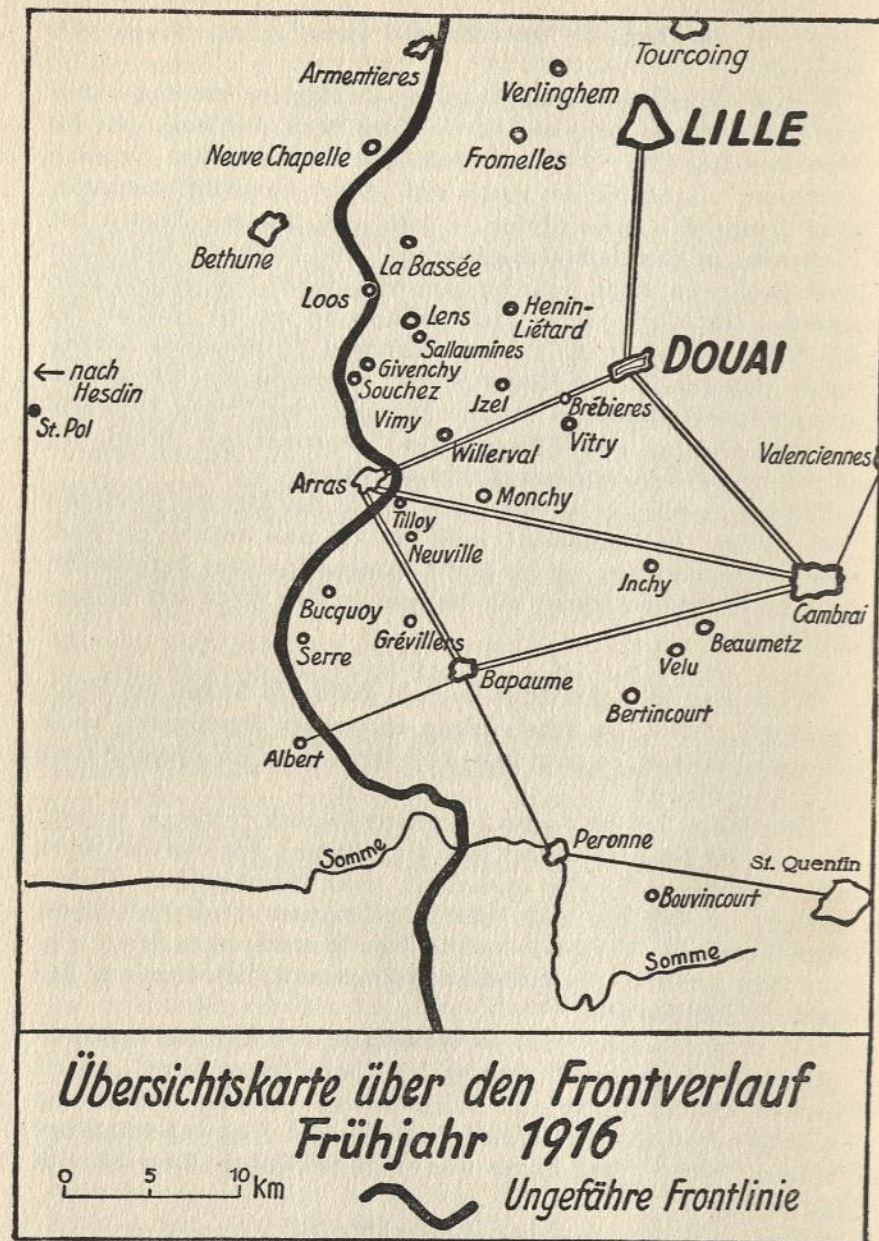 Tourcoing
Armentieres
Verlinghem
LILLE
Neuve Chapelle
Fromelles
Bethune
La Bassée
Loos
Lens
Henin-
Liétard
Sallaumines
DOUAI
← nach
Hesdin
Givenchy
Souchez
Jzel
Brébieres
St. Pol
Vimy
Vitry
Willerval
Valenciennes
Arras
Monchy
Tilloy
Neuville
Jnchy
Cambrai
Bucquoy
Grévillers
Beaumetz
Serre
Velu
Bapaume
Bertincourt
Albert
Peronne
Somme
St. Quentin
Bouvincourt
Somme
Übersichtskarte über den Frontverlauf
Frühjahr 1916
0 5 10 Km
Ungefähre Frontlinie